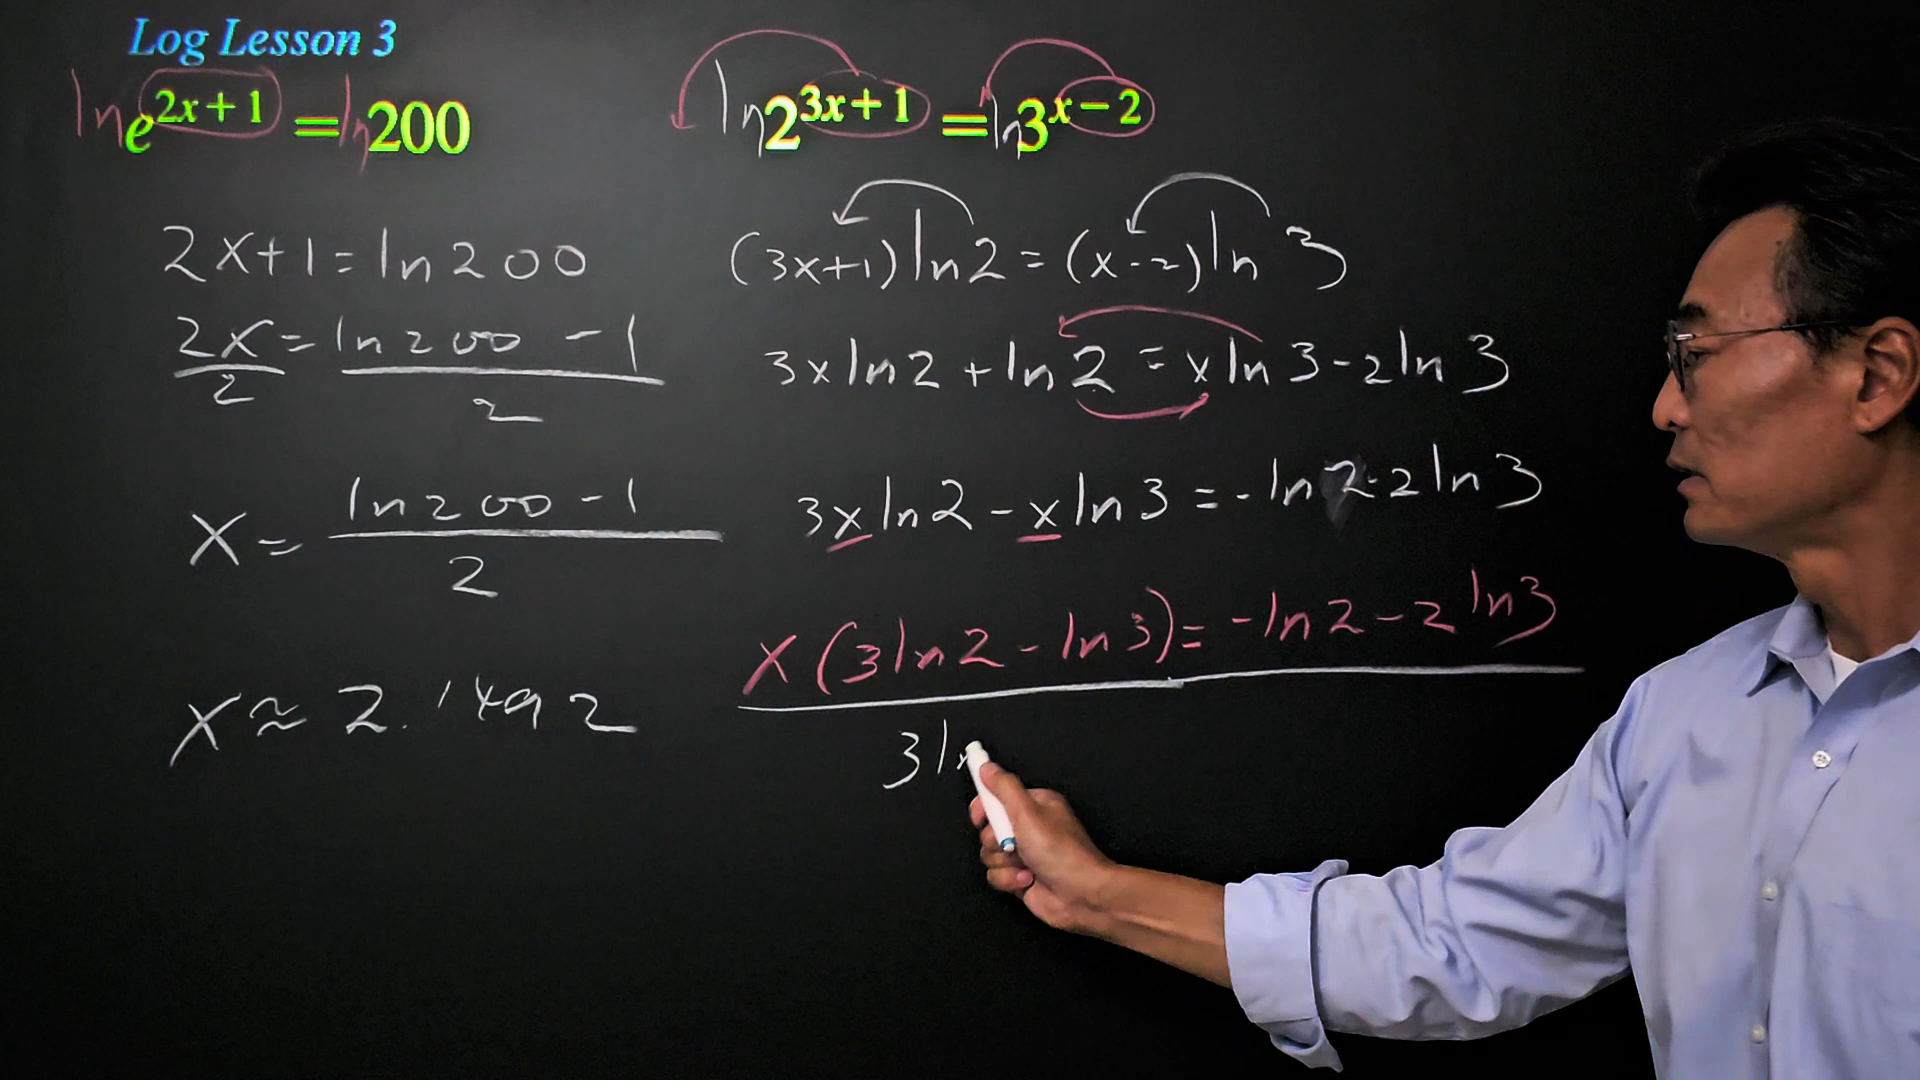 Log Lesson 3
ln e^(2x+1) = ln 200
2x+1 = ln 200
2x/2 = (ln 200 - 1)/2
x = (ln 200 - 1)/2
x ≈ 2.1492
ln 2^(3x+1) = ln 3^(x-2)
(3x+1) ln 2 = (x-2) ln 3
3x ln 2 + ln 2 = x ln 3 - 2 ln 3
3x ln 2 - x ln 3 = - ln 2 - 2 ln 3
x (3 ln 2 - ln 3) = - ln 2 - 2 ln 3
3 ln